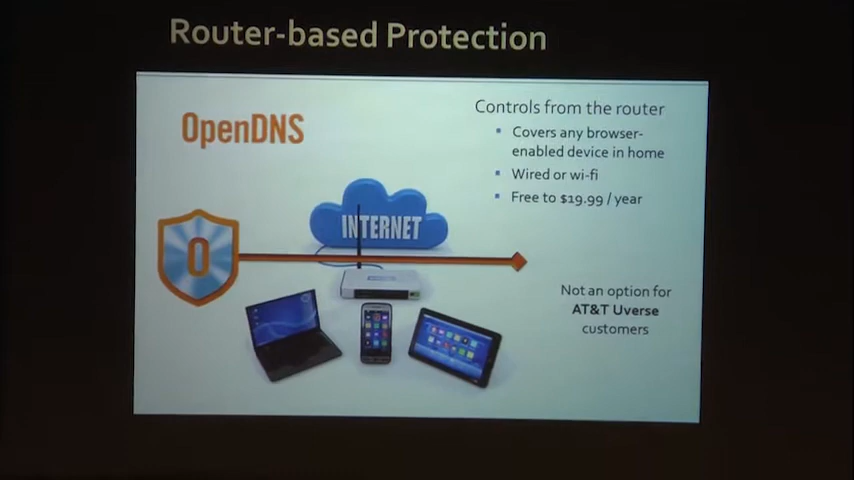 Router-based Protection
OpenDNS
Controls from the router
Covers any browser-
enabled device in home
Wired or wi-fi
Free to $19.99 / year
INTERNET
O
Not an option for
AT&T Uverse
customers